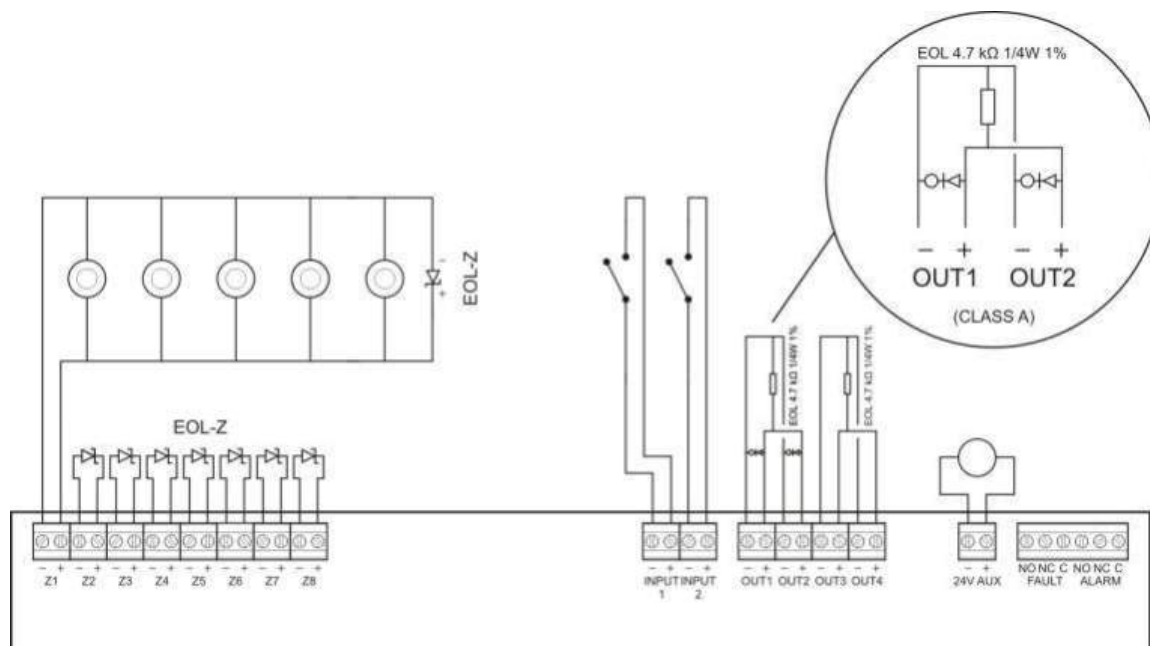 EOL 4.7 kΩ 1/4W 1%
− + − +
OUT1 OUT2
(CLASS A)
−
EOL-Z
+
EOL-Z
EOL 4.7 kΩ 1/4W 1%
EOL 4.7 kΩ 1/4W 1%
− + − + − + − + − + − + − + − +
Z1 Z2 Z3 Z4 Z5 Z6 Z7 Z8
− + − +
INPUT 1
INPUT 2
− + − + − + − +
OUT1 OUT2 OUT3 OUT4
− +
24V AUX
NO NC C NO NC C
FAULT ALARM